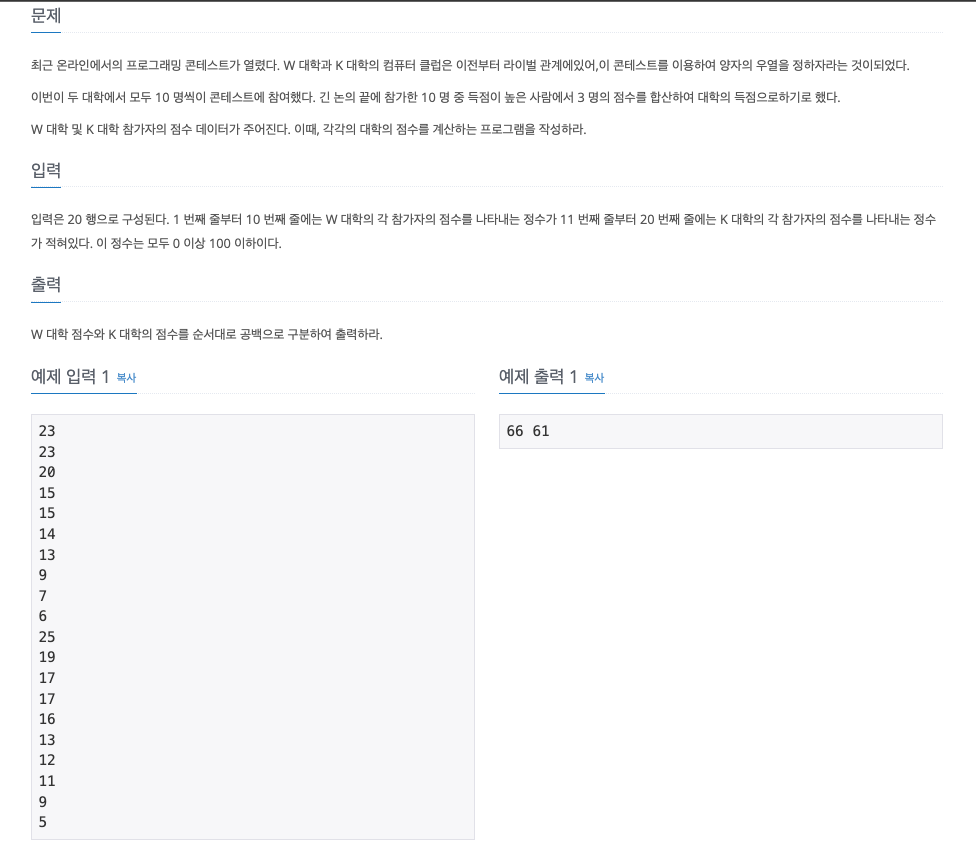 문제
최근 온라인에서의 프로그래밍 콘테스트가 열렸다. W 대학과 K 대학의 컴퓨터 클럽은 이전부터 라이벌 관계에있어,이 콘테스트를 이용하여 양자의 우열을 정하자라는 것이되었다.
이번이 두 대학에서 모두 10 명씩이 콘테스트에 참여했다. 긴 논의 끝에 참가한 10 명 중 득점이 높은 사람에서 3 명의 점수를 합산하여 대학의 득점으로하기로 했다.
W 대학 및 K 대학 참가자의 점수 데이터가 주어진다. 이때, 각각의 대학의 점수를 계산하는 프로그램을 작성하라.
입력
입력은 20 행으로 구성된다. 1 번째 줄부터 10 번째 줄에는 W 대학의 각 참가자의 점수를 나타내는 정수가 11 번째 줄부터 20 번째 줄에는 K 대학의 각 참가자의 점수를 나타내는 정수
가 적혀있다. 이 정수는 모두 0 이상 100 이하이다.
출력
W 대학 점수와 K 대학의 점수를 순서대로 공백으로 구분하여 출력하라.
예제 입력 1 복사
23
23
20
15
15
14
13
9
7
6
25
19
17
17
16
13
12
11
9
5
예제 출력 1 복사
66 61